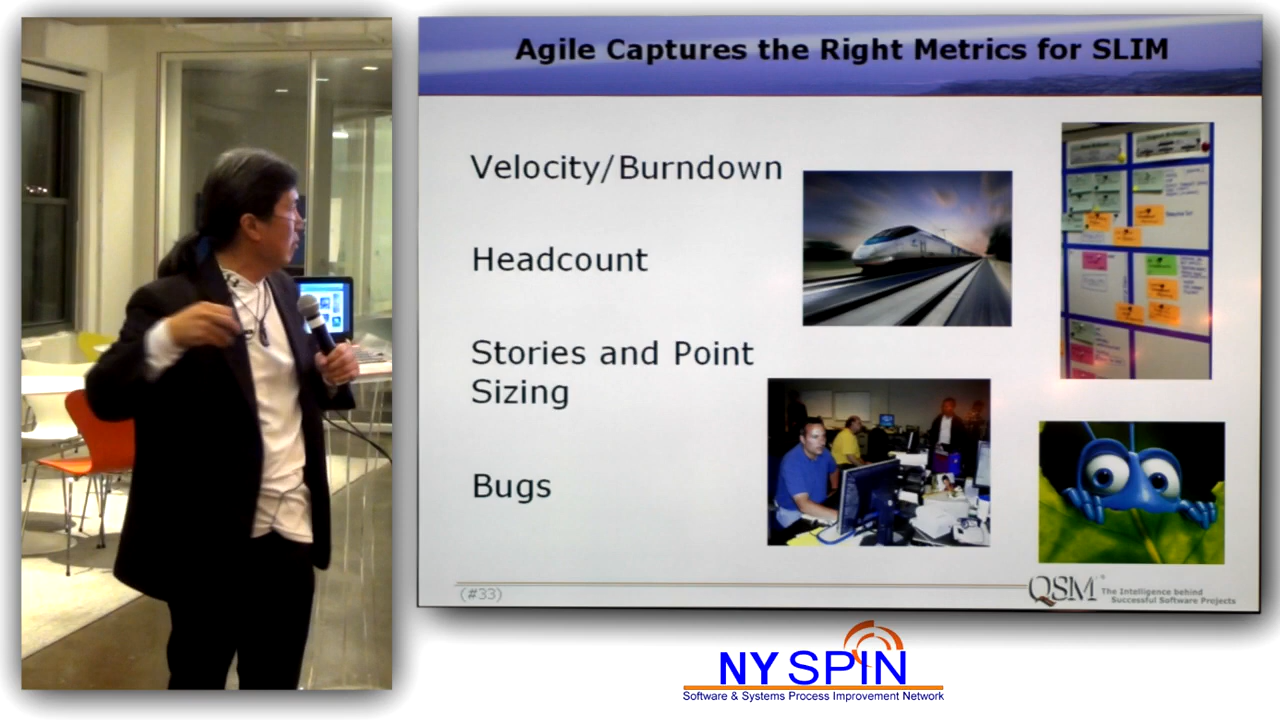 Agile Captures the Right Metrics for SLIM
Velocity/Burndown
Headcount
Stories and Point
Sizing
Bugs
(#33)
QSM
The Intelligence behind
Successful Software Projects
NY SPIN
Software & Systems Process Improvement Network